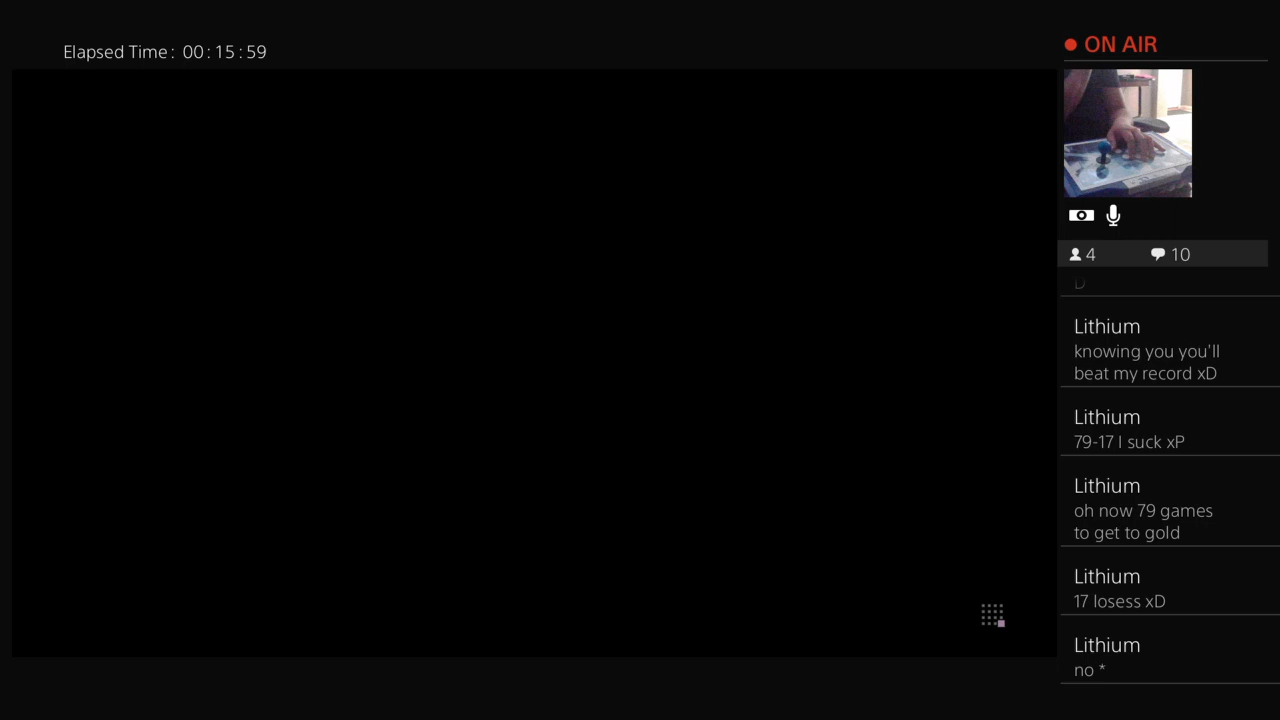 Elapsed Time: 00:15:59
ON AIR
4 10
D
Lithium
knowing you you'll
beat my record xD
Lithium
79-17 I suck xP
Lithium
oh now 79 games
to get to gold
Lithium
17 losess xD
Lithium
no *